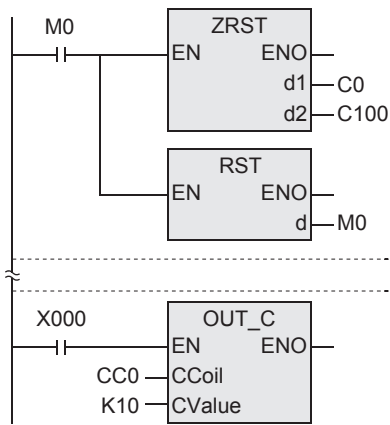 M0
ZRST
EN ENO
d1 C0
d2 C100
RST
EN ENO
d M0
X000
OUT_C
EN ENO
CC0 CCoil
K10 CValue